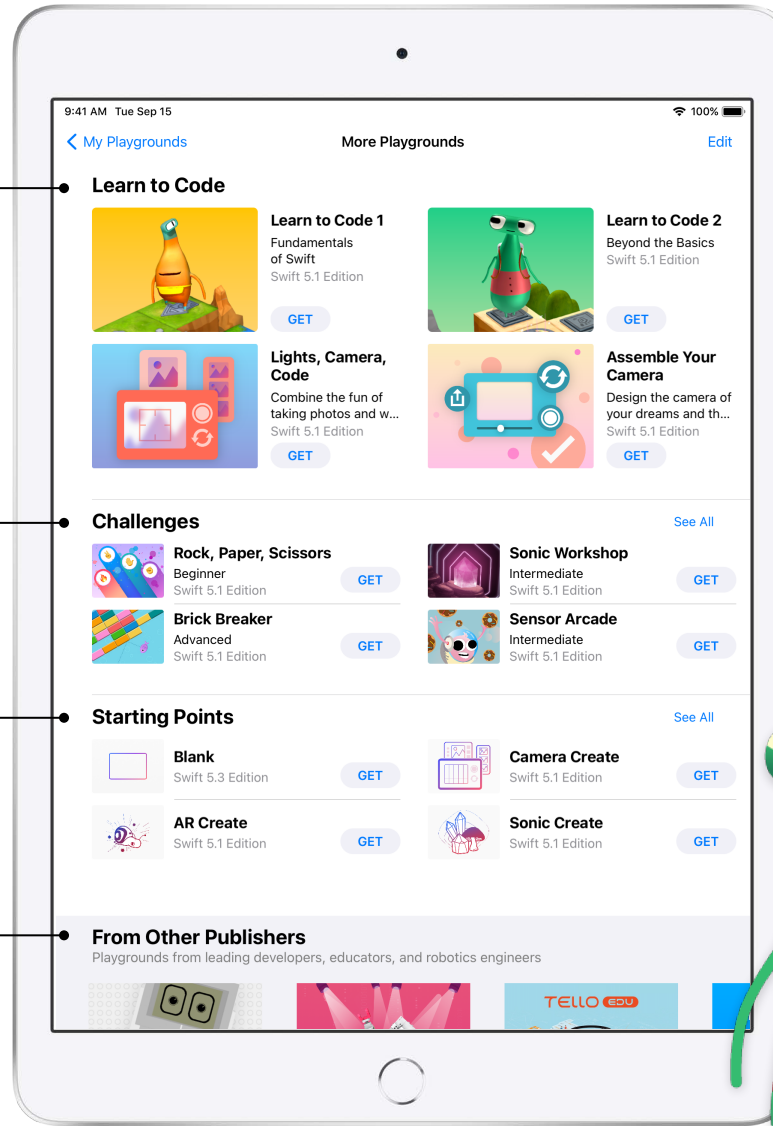 9:41 AM Tue Sep 15
100%
My Playgrounds
More Playgrounds
Edit
Learn to Code
Learn to Code 1
Fundamentals
of Swift
Swift 5.1 Edition
GET
Learn to Code 2
Beyond the Basics
Swift 5.1 Edition
GET
Lights, Camera,
Code
Combine the fun of
taking photos and w...
Swift 5.1 Edition
GET
Assemble Your
Camera
Design the camera of
your dreams and th...
Swift 5.1 Edition
GET
Challenges
See All
Rock, Paper, Scissors
Beginner
Swift 5.1 Edition
GET
Sonic Workshop
Intermediate
Swift 5.1 Edition
GET
Brick Breaker
Advanced
Swift 5.1 Edition
GET
Sensor Arcade
Intermediate
Swift 5.1 Edition
GET
Starting Points
See All
Blank
Swift 5.3 Edition
GET
Camera Create
Swift 5.1 Edition
GET
AR Create
Swift 5.1 Edition
GET
Sonic Create
Swift 5.1 Edition
GET
From Other Publishers
Playgrounds from leading developers, educators, and robotics engineers
TELLO EDU